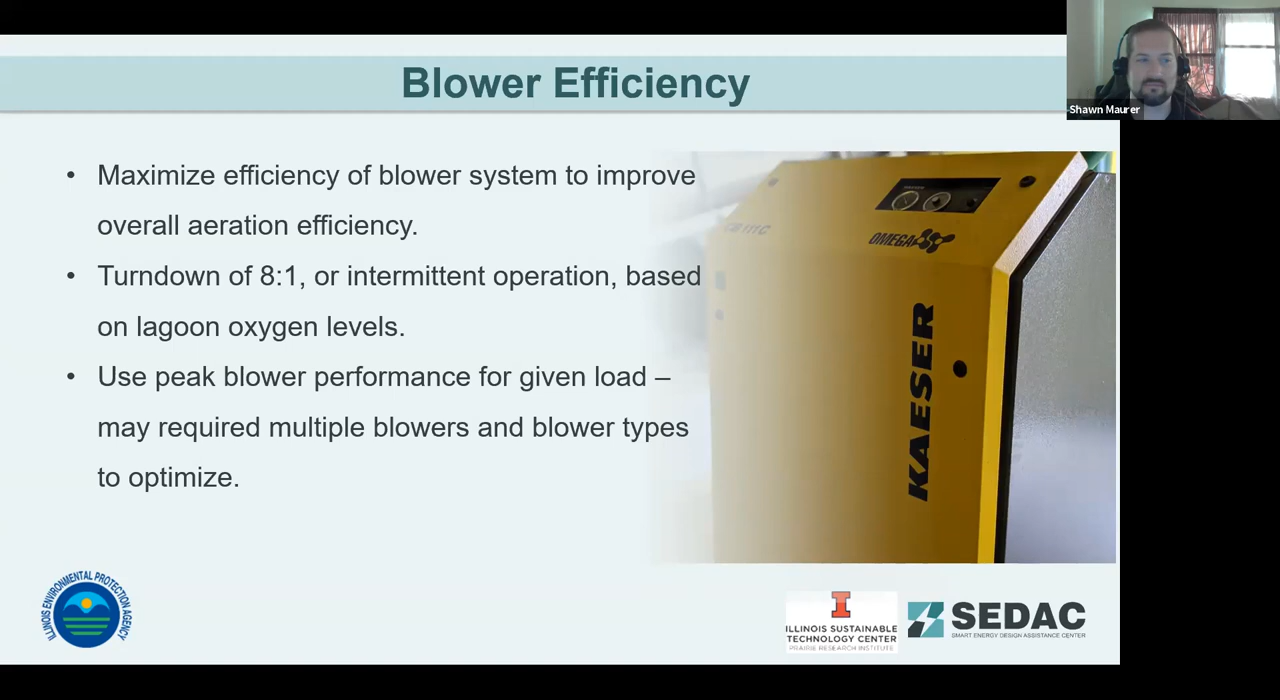 Blower Efficiency
Shawn Maurer
• Maximize efficiency of blower system to improve
overall aeration efficiency.
• Turndown of 8:1, or intermittent operation, based
on lagoon oxygen levels.
• Use peak blower performance for given load –
may required multiple blowers and blower types
to optimize.
OMEGA
KAESER
ILLINOIS ENVIRONMENTAL PROTECTION AGENCY
I
ILLINOIS SUSTAINABLE
TECHNOLOGY CENTER
PRAIRIE RESEARCH INSTITUTE
SEDAC
SMART ENERGY DESIGN ASSISTANCE CENTER